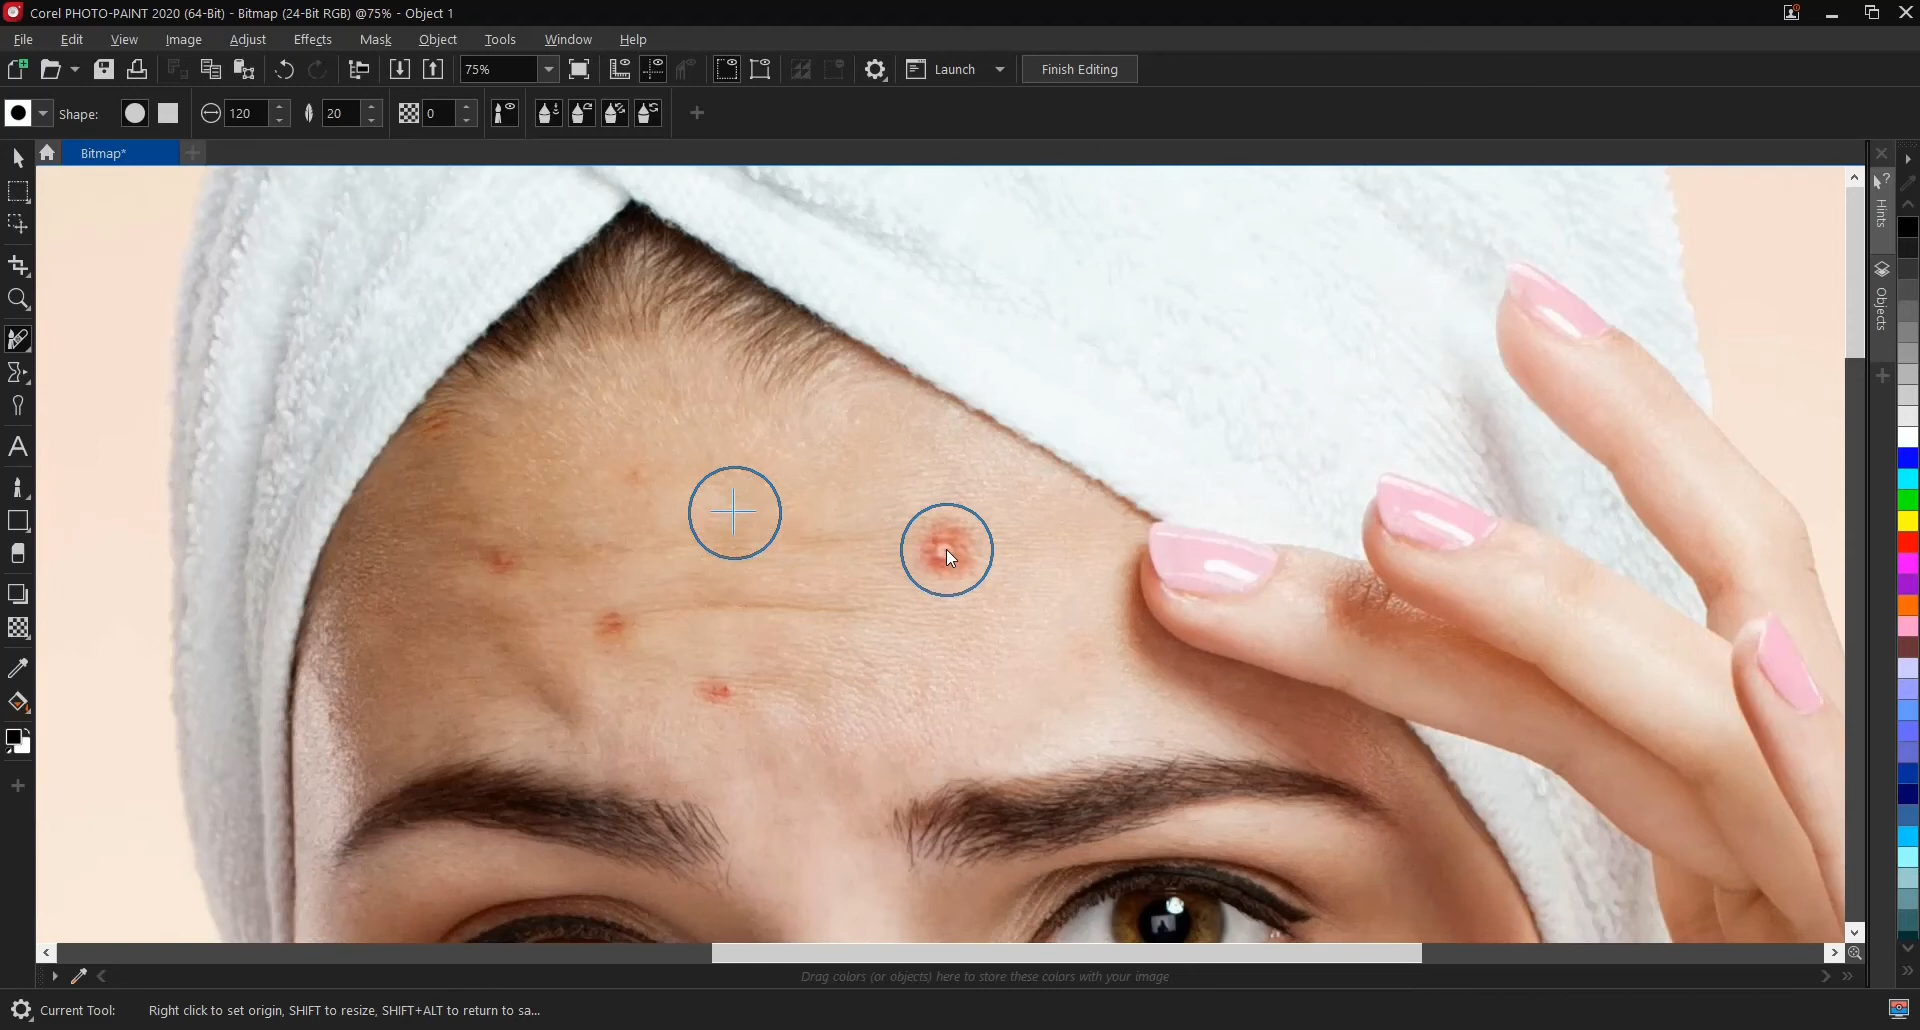 Corel PHOTO-PAINT 2020 (64-Bit) - Bitmap (24-Bit RGB) @75% - Object 1
File Edit View Image Adjust Effects Mask Object Tools Window Help
75% Launch Finish Editing
Shape: 120 20 0
Bitmap*
Hints
Objects
Drag colors (or objects) here to store these colors with your image
Current Tool: Right click to set origin, SHIFT to resize, SHIFT+ALT to return to sa...